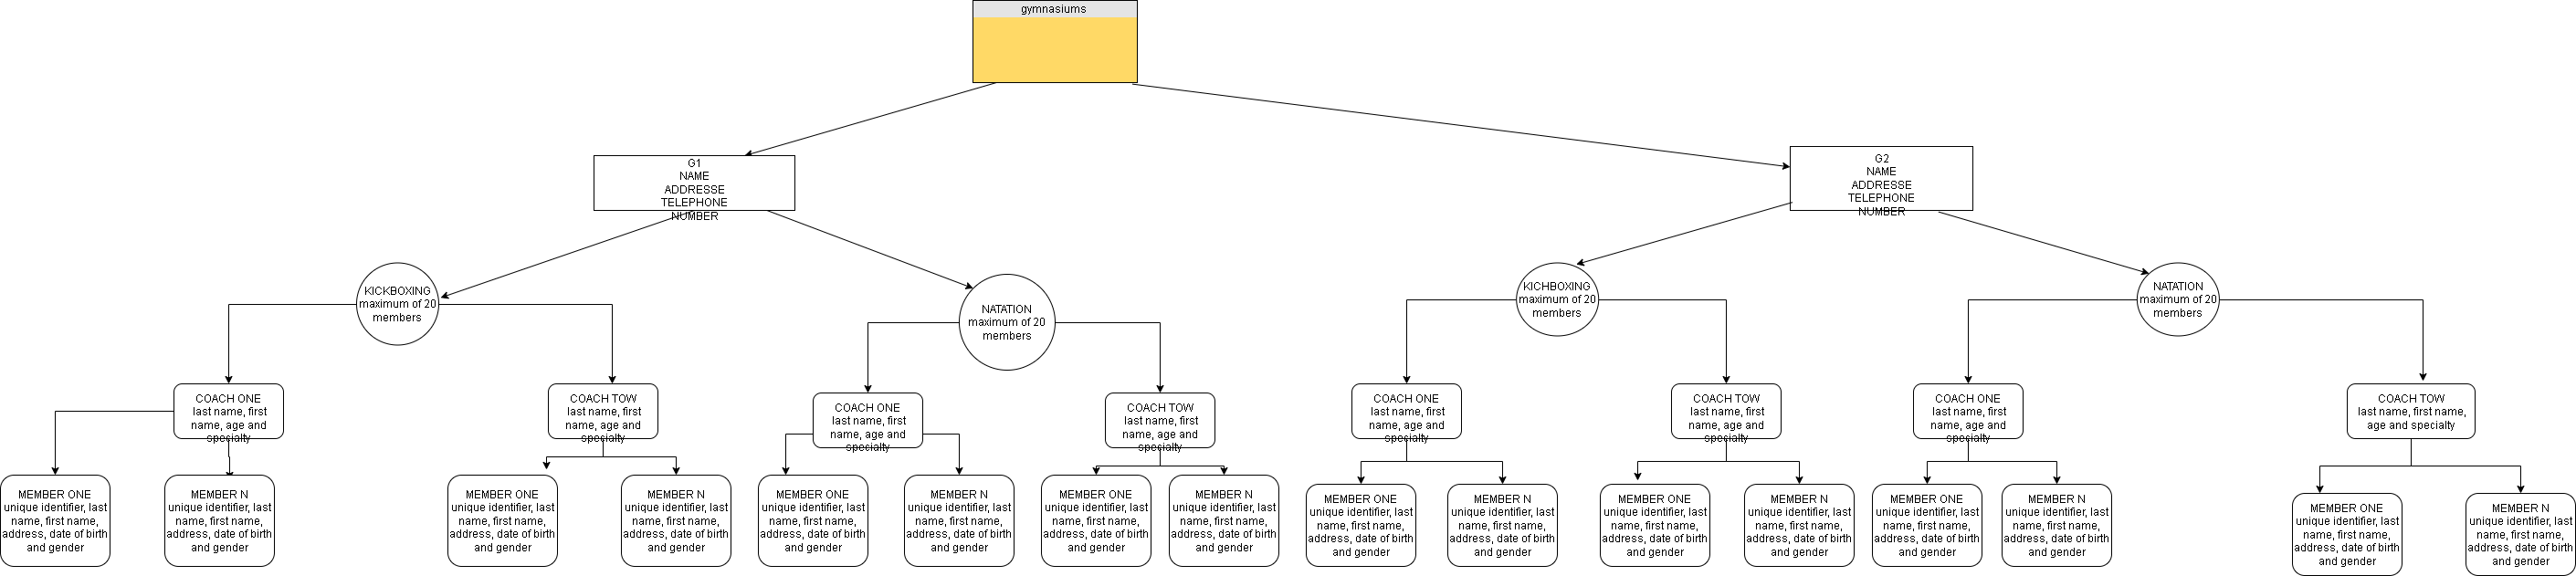 gymnasiums
G1
NAME
ADDRESSE
TELEPHONE
NUMBER
G2
NAME
ADDRESSE
TELEPHONE
NUMBER
KICKBOXING
maximum of 20
members
NATATION
maximum of 20
members
KICHBOXING
maximum of 20
members
NATATION
maximum of 20
members
COACH ONE
last name, first
name, age and
specialty
COACH TOW
last name, first
name, age and
specialty
COACH ONE
last name, first
name, age and
specialty
COACH TOW
last name, first
name, age and
specialty
COACH ONE
last name, first
name, age and
specialty
COACH TOW
last name, first
name, age and
specialty
COACH ONE
last name, first
name, age and
specialty
COACH TOW
last name, first name,
age and specialty
MEMBER ONE
unique identifier, last
name, first name,
address, date of birth
and gender
MEMBER N
unique identifier, last
name, first name,
address, date of birth
and gender
MEMBER ONE
unique identifier, last
name, first name,
address, date of birth
and gender
MEMBER N
unique identifier, last
name, first name,
address, date of birth
and gender
MEMBER ONE
unique identifier, last
name, first name,
address, date of birth
and gender
MEMBER N
unique identifier, last
name, first name,
address, date of birth
and gender
MEMBER ONE
unique identifier, last
name, first name,
address, date of birth
and gender
MEMBER N
unique identifier, last
name, first name,
address, date of birth
and gender
MEMBER ONE
unique identifier, last
name, first name,
address, date of birth
and gender
MEMBER N
unique identifier, last
name, first name,
address, date of birth
and gender
MEMBER ONE
unique identifier, last
name, first name,
address, date of birth
and gender
MEMBER N
unique identifier, last
name, first name,
address, date of birth
and gender
MEMBER ONE
unique identifier, last
name, first name,
address, date of birth
and gender
MEMBER N
unique identifier, last
name, first name,
address, date of birth
and gender
MEMBER ONE
unique identifier, last
name, first name,
address, date of birth
and gender
MEMBER N
unique identifier, last
name, first name,
address, date of birth
and gender